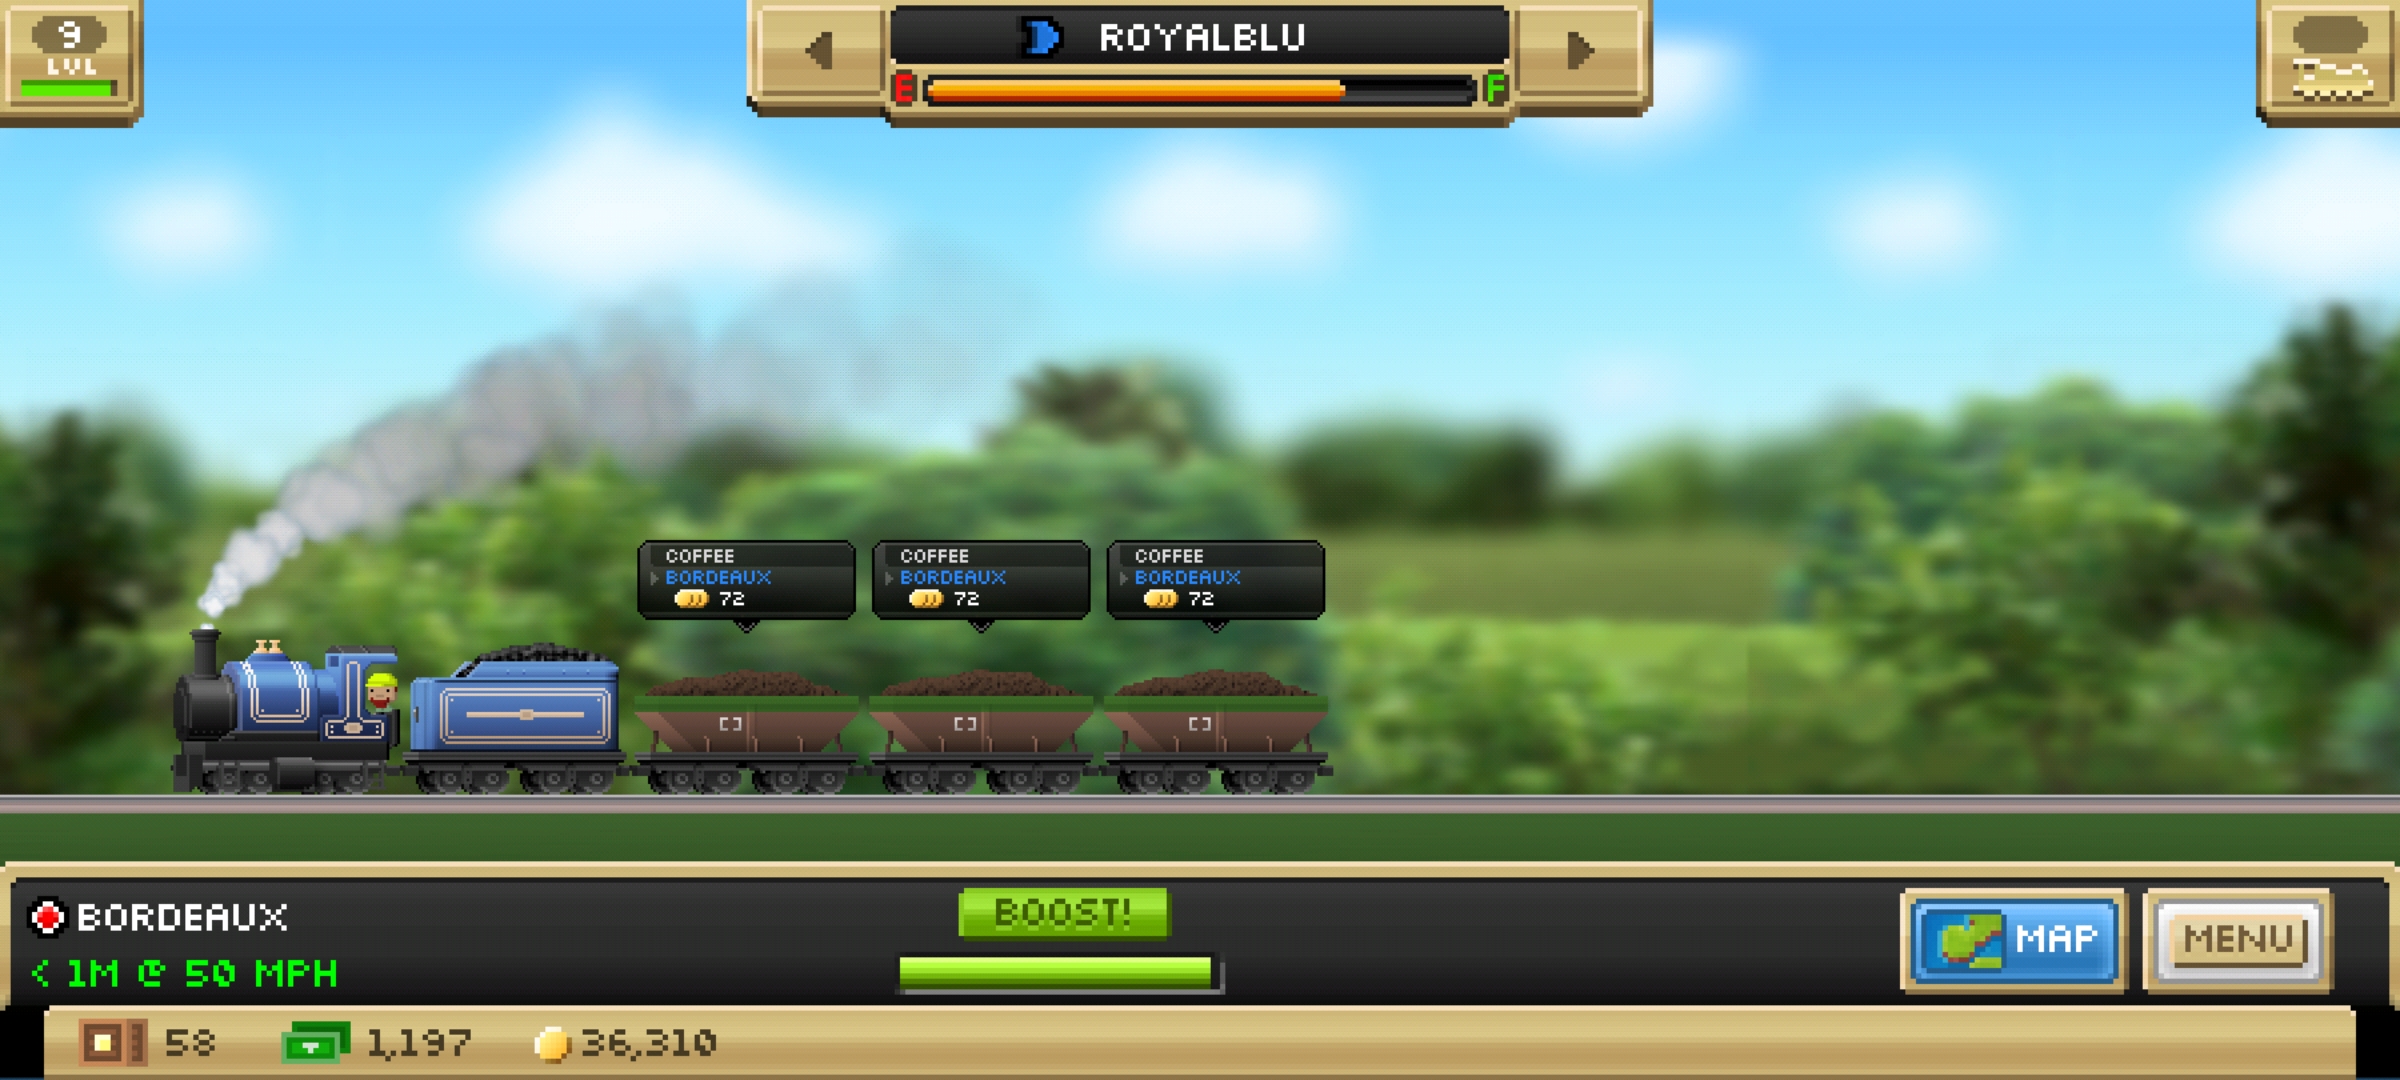 9
LVL
ROYALBLU
E F
COFFEE
BORDEAUX
72
COFFEE
BORDEAUX
72
COFFEE
BORDEAUX
72
BORDEAUX
< 1M @ 50 MPH
BOOST!
MAP
MENU
58
1,197
36,310